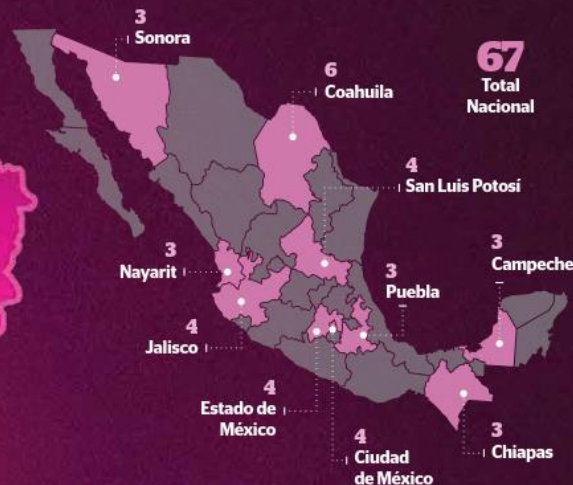 3
Sonora
67
Total
Nacional
6
Coahuila
4
San Luis Potosí
3
Campeche
3
Nayarit
3
Puebla
4
Jalisco
4
Estado de
México
4
Ciudad
de México
3
Chiapas